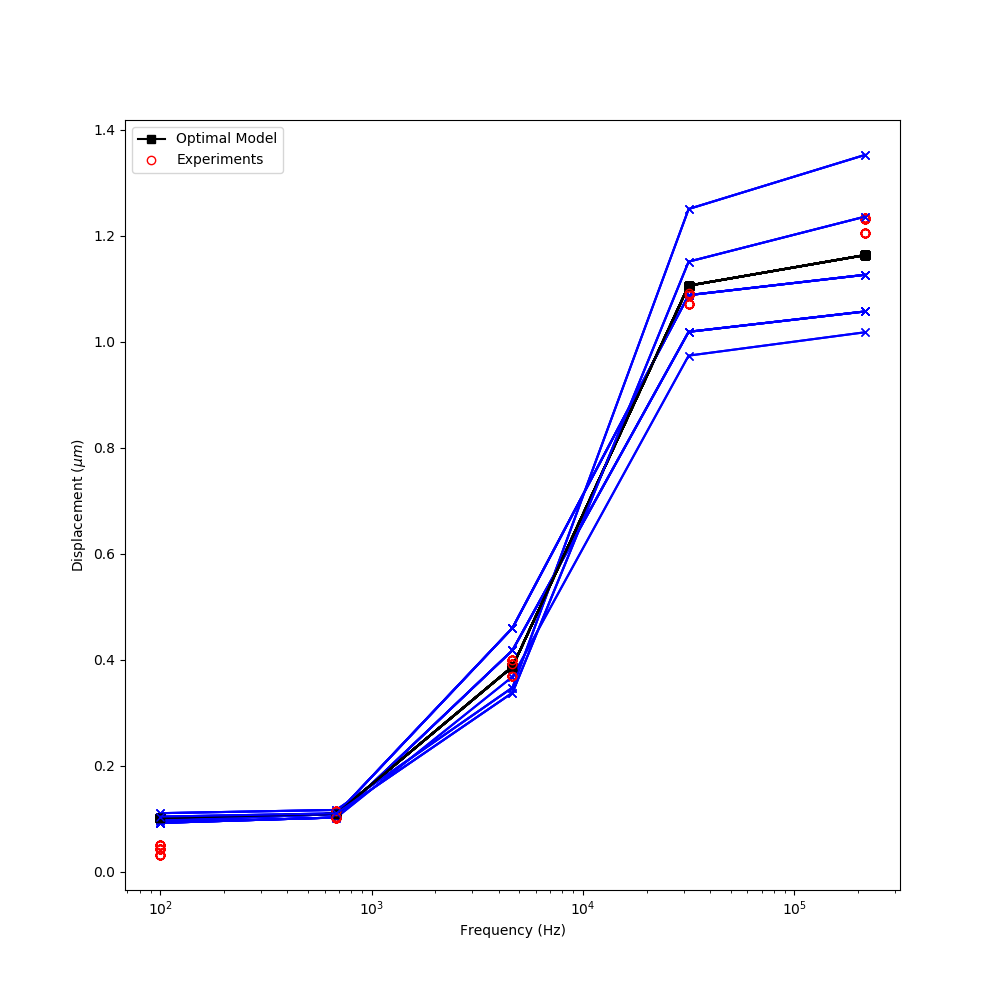 Optimal Model
Experiments
1.4
1.2
1.0
0.8
0.6
0.4
0.2
0.0
Displacement (μm)
10² 10³ 10⁴ 10⁵
Frequency (Hz)